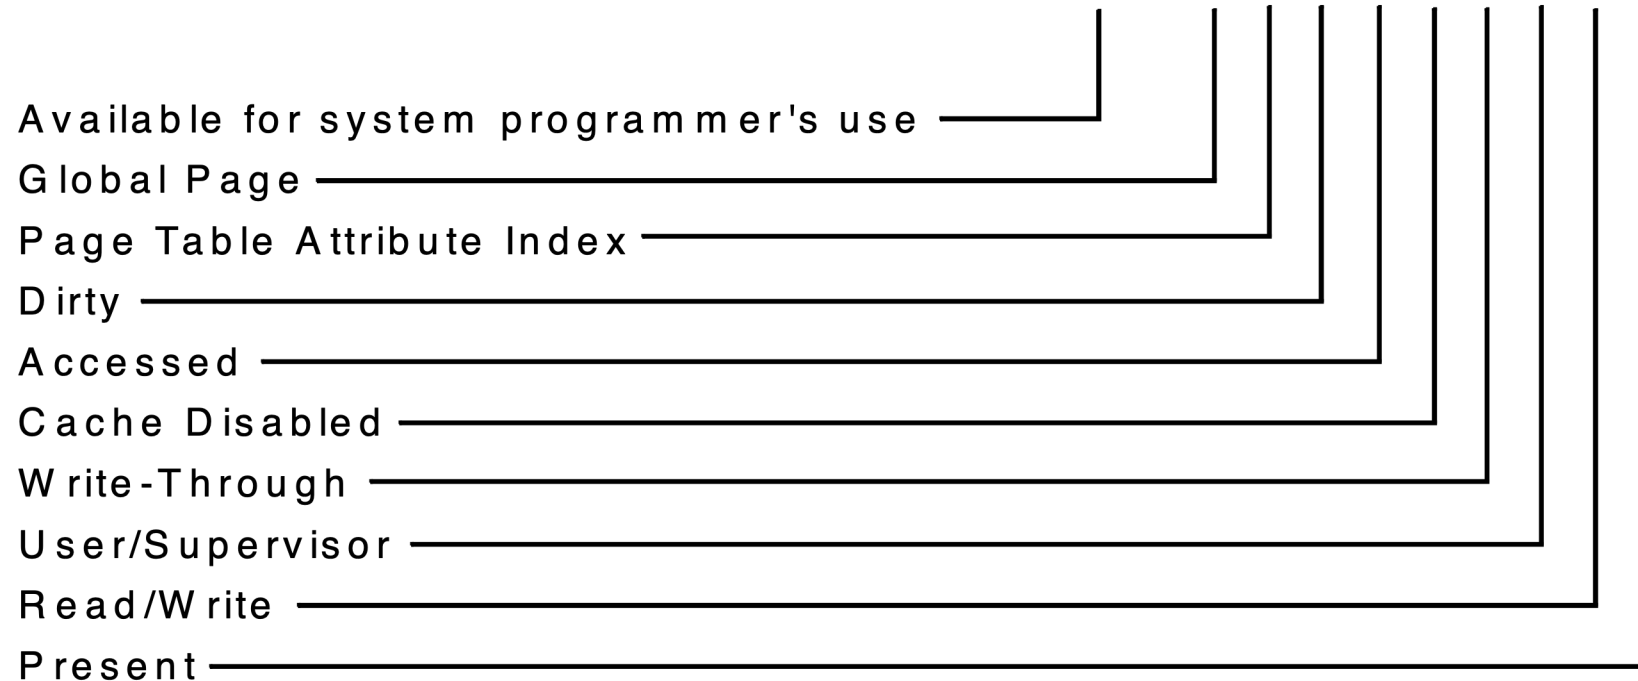 Available for system programmer's use
Global Page
Page Table Attribute Index
Dirty
Accessed
Cache Disabled
Write-Through
User/Supervisor
Read/Write
Present